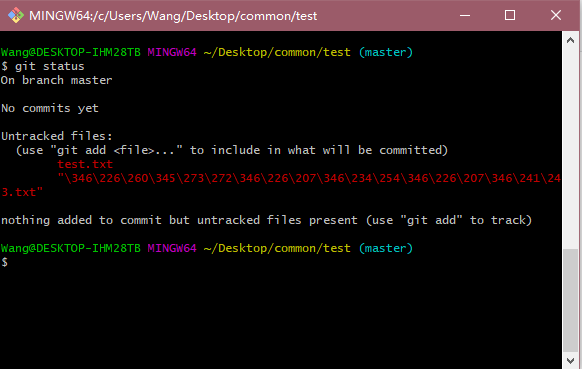 MINGW64:/c/Users/Wang/Desktop/common/test
Wang@DESKTOP-IHM28TB MINGW64 ~/Desktop/common/test (master)
$ git status
On branch master
No commits yet
Untracked files:
(use "git add <file>..." to include in what will be committed)
test.txt
"\346\226\260\345\273\272\346\226\207\346\234\254\346\226\207\346\241\24
3.txt"
nothing added to commit but untracked files present (use "git add" to track)
Wang@DESKTOP-IHM28TB MINGW64 ~/Desktop/common/test (master)
$